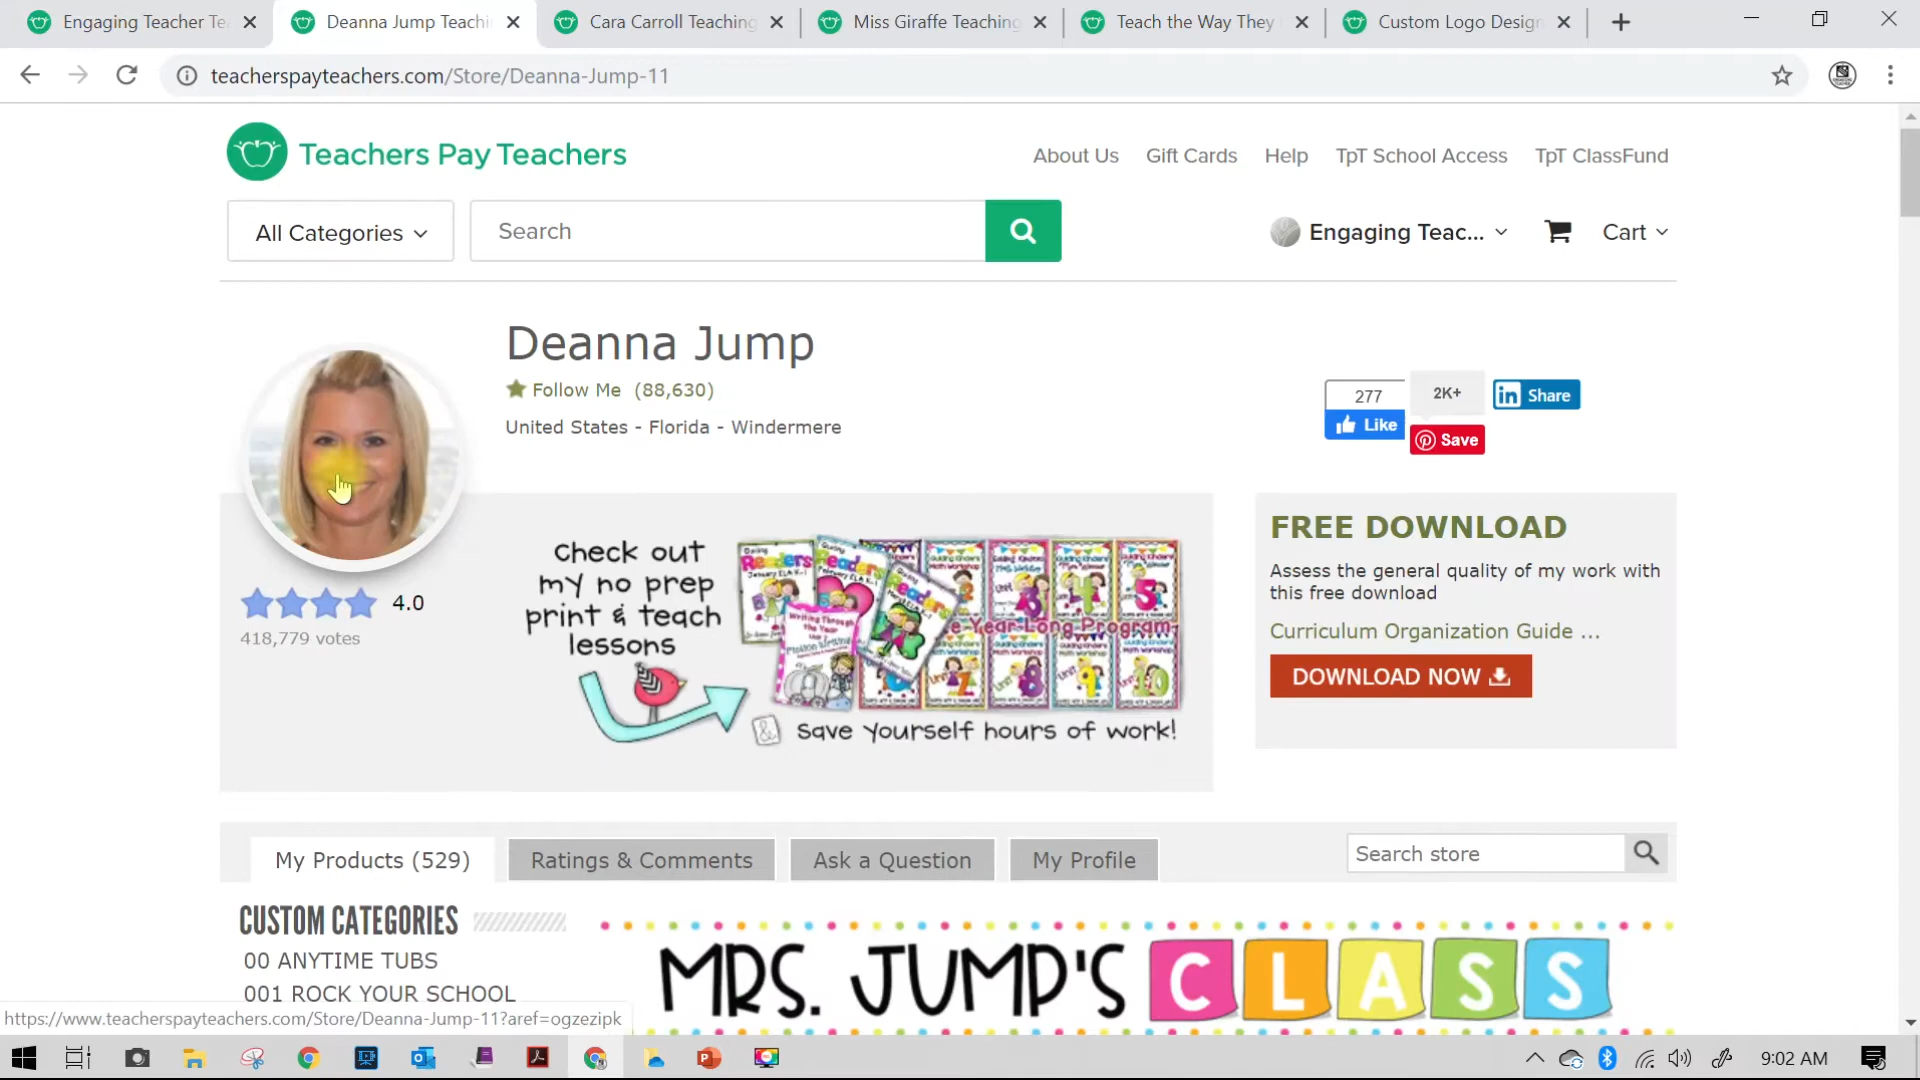 Engaging Teacher Te
Deanna Jump Teachi
Cara Carroll Teaching
Miss Giraffe Teaching
Teach the Way They
Custom Logo Design
teacherspayteachers.com/Store/Deanna-Jump-11
Teachers Pay Teachers
About Us
Gift Cards
Help
TpT School Access
TpT ClassFund
All Categories
Search
Engaging Teac...
Cart
Deanna Jump
Follow Me (88,630)
United States - Florida - Windermere
277
Like
2K+
Save
in Share
4.0
418,779 votes
Check out
my no prep
print & teach
lessons
& Save yourself hours of work!
FREE DOWNLOAD
Assess the general quality of my work with
this free download
Curriculum Organization Guide ...
DOWNLOAD NOW
My Products (529)
Ratings & Comments
Ask a Question
My Profile
Search store
CUSTOM CATEGORIES
00 ANYTIME TUBS
001 ROCK YOUR SCHOOL
MRS. JUMP'S CLASS
https://www.teacherspayteachers.com/Store/Deanna-Jump-11?aref=ogzezipk
9:02 AM